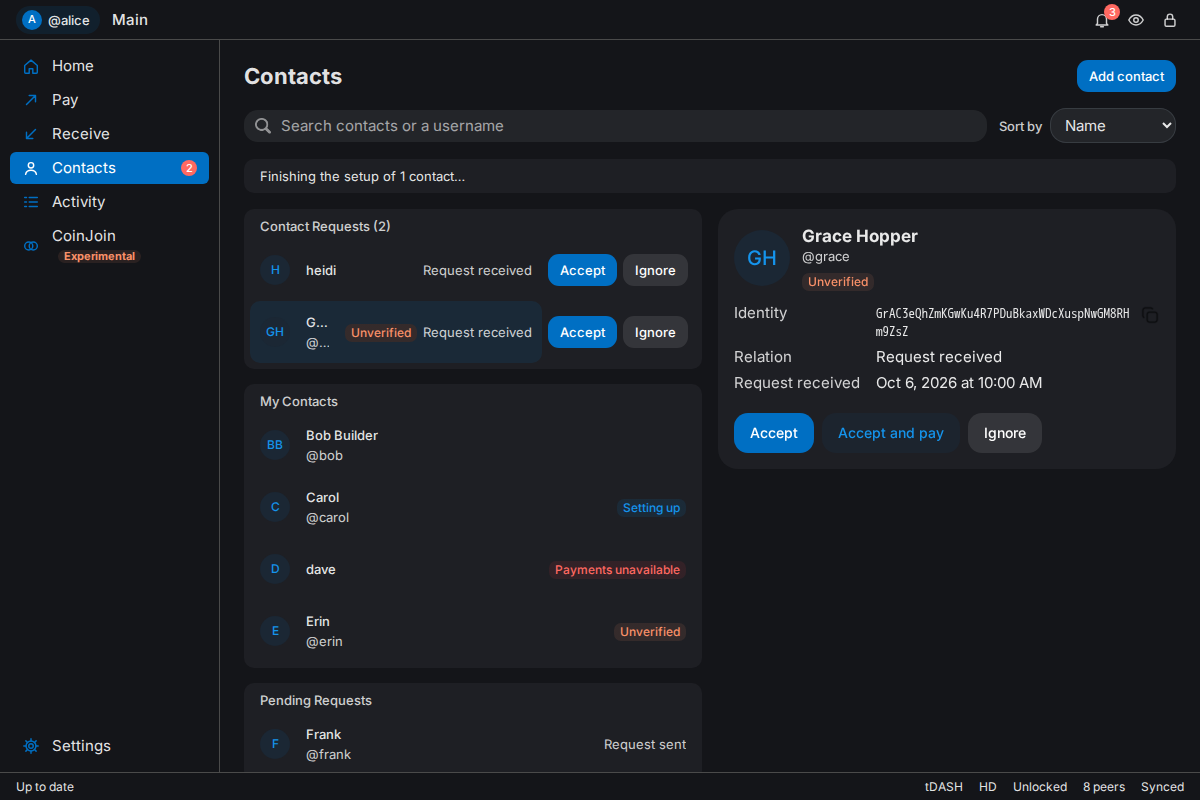 A @alice Main 3
Home
Pay
Receive
Contacts 2
Activity
CoinJoin
Experimental
Settings
Contacts
Add contact
Search contacts or a username
Sort by Name
Finishing the setup of 1 contact...
Contact Requests (2)
H heidi Request received Accept Ignore
GH G... @... Unverified Request received Accept Ignore
My Contacts
BB Bob Builder
@bob
C Carol
@carol
Setting up
D dave Payments unavailable
E Erin
@erin
Unverified
Pending Requests
F Frank
@frank
Request sent
GH Grace Hopper
@grace
Unverified
Identity GrAC3eQhZmKGwKu4R7PDuBkaxWDcXuspNwGM8RH
m9ZsZ
Relation Request received
Request received Oct 6, 2026 at 10:00 AM
Accept Accept and pay Ignore
Up to date tDASH HD Unlocked 8 peers Synced